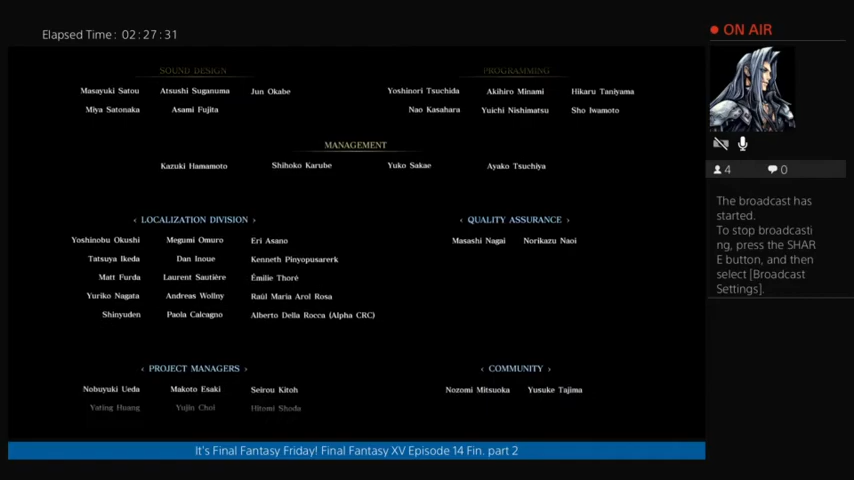 Elapsed Time: 02:27:31
ON AIR
SOUND DESIGN
Masayuki Satou Atsushi Suganuma Jun Okabe
Miya Satonaka Asami Fujita
PROGRAMMING
Yoshinori Tsuchida Akihiro Minami Hikaru Taniyama
Nao Kasahara Yuichi Nishimatsu Sho Iwamoto
MANAGEMENT
Kazuki Hamamoto Shihoko Karube Yuko Sakae Ayako Tsuchiya
‹ LOCALIZATION DIVISION ›
Yoshinobu Okushi Megumi Omuro Eri Asano
Tatsuya Ikeda Dan Inoue Kenneth Pinyopusarerk
Matt Furda Laurent Sautière Émilie Thoré
Yuriko Nagata Andreas Wollny Raúl María Arol Rosa
Shinyuden Paola Calcagno Alberto Della Rocca (Alpha CRC)
‹ QUALITY ASSURANCE ›
Masashi Nagai Norikazu Naoi
‹ PROJECT MANAGERS ›
Nobuyuki Ueda Makoto Esaki Seirou Kitoh
Yating Huang Yujin Choi Hitomi Shoda
‹ COMMUNITY ›
Nozomi Mitsuoka Yusuke Tajima
4 0
The broadcast has
started.
To stop broadcasti
ng, press the SHAR
E button, and then
select [Broadcast
Settings].
It's Final Fantasy Friday! Final Fantasy XV Episode 14 Fin. part 2